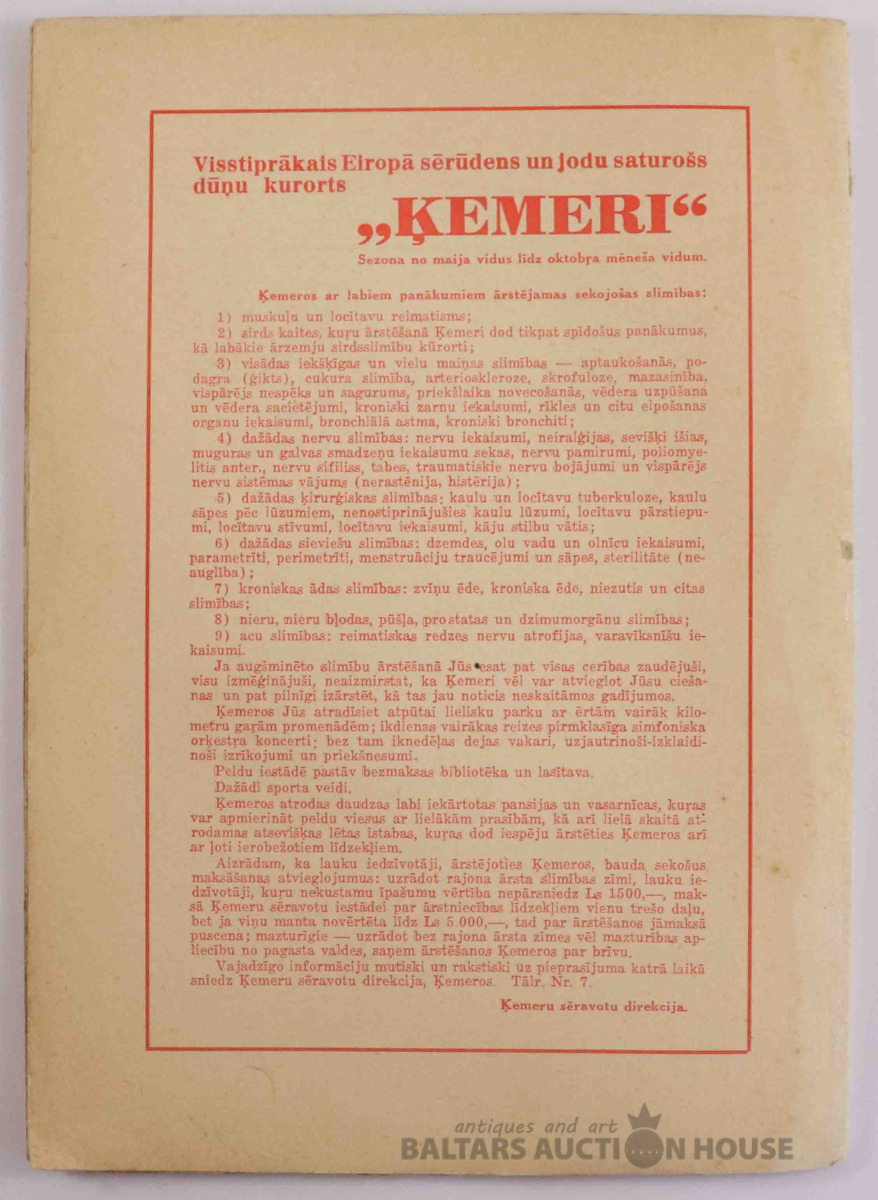 Visstiprākais Eiropā sērūdens un jodu saturošs
dūņu kurorts
„ĶEMERI“
Sezona no maija vidus līdz oktobŗa mēneša vidum.
Ķemeros ar labiem panākumiem ārstējamas sekojošas slimības:
1) muskuļu un locītavu reimatisms;
2) sirds kaites, kuŗu ārstēšanā Ķemeri dod tikpat spīdošus panākumus,
kā labākie ārzemju sirdsslimību kūrorti;
3) visādas iekšķīgas un vielu maiņas slimības — aptaukošanās, po-
dagra (ģikts), cukura slimība, arterioskleroze, skrofuloze, mazasinība,
vispārējs nespēks un sagurums, priekšlaika novecošanās, vēdera uzpūšana
un vēdera sacietējumi, kroniski zarnu iekaisumi, rīkles un citu elpošanas
organu iekaisumi, bronchiālā astma, kroniski bronchiti;
4) dažādas nervu slimības: nervu iekaisumi, neiralģijas, sevišķi išias,
muguras un galvas smadzeņu iekaisumu sekas, nervu pamirumi, poliomye-
litis anter., nervu sifiliss, tabes, traumatiskie nervu bojājumi un vispārējs
nervu sistēmas vājums (nerastēnija, histērija);
5) dažādas ķirurģiskas slimības: kaulu un locītavu tuberkuloze, kaulu
sāpes pēc lūzumiem, nenostiprinājušies kaulu lūzumi, locītavu pārstiepu-
mi, locītavu stīvumi, locītavu iekaisumi, kāju stilbu vātis;
6) dažādas sieviešu slimības: dzemdes, olu vadu un olnīcu iekaisumi,
parametrīti, perimetrīti, menstruāciju traucējumi un sāpes, sterilitāte (ne-
auglība);
7) kroniskas ādas slimības: zvīņu ēde, kroniska ēde, niezutis un citas
slimības;
8) nieru, nieru bļodas, pūšļa, prostatas un dzimumorgānu slimības;
9) acu slimības: reimatiskas redzes nervu atrofijas, varavīksnīšu ie-
kaisumi.
Ja augšminēto slimību ārstēšanā Jūs esat pat visas cerības zaudējuši,
visu izmēģinājuši, neaizmirstat, ka Ķemeri vēl var atvieglot Jūsu cieša-
nas un pat pilnīgi izārstēt, kā tas jau noticis neskaitāmos gadījumos.
Ķemeros Jūs atradīsiet atpūtai lielisku parku ar ērtām vairāk kilo-
metru gaŗām promenādēm; ikdienas vairākas reizes pirmklasīga simfoniska
orķestŗa koncerti; bez tam iknedēļas dejas vakari, uzjautrinoši-izklaidi-
noši izrīkojumi un priekšnesumi.
Peldu iestādē pastāv bezmaksas bibliotēka un lasītava.
Dažādi sporta veidi.
Ķemeros atrodas daudzas labi iekārtotas pansijas un vasarnīcas, kuŗas
var apmierināt peldu viesus ar lielākām prasībām, kā arī lielā skaitā at-
rodamas atsevišķas lētas istabas, kuŗas dod iespēju ārstēties Ķemeros arī
ar ļoti ierobežotiem līdzekļiem.
Aizrādam, ka lauku iedzīvotāji, ārstējoties Ķemeros, bauda sekošus
maksāšanas atvieglojumus: uzrādot rajona ārsta slimības zīmi, lauku ie-
dzīvotāji, kuŗu nekustamu īpašumu vērtība nepārsniedz Ls 1500,—, mak-
sā Ķemeru sēravotu iestādei par ārstniecības līdzekļiem vienu trešo daļu,
bet ja viņu manta novērtēta līdz Ls 5.000,—, tad par ārstēšanos jāmaksā
puscena; mazturīgie — uzrādot bez rajona ārsta zīmes vēl mazturības ap-
liecību no pagasta valdes, saņem ārstēšanos Ķemeros par brīvu.
Vajadzīgo informāciju mutiski un rakstiski uz pieprasījuma katrā laikā
sniedz Ķemeru sēravotu direkcija, Ķemeros. Tālr. Nr. 7.
Ķemeru sēravotu direkcija.
antiques and art
BALTARS AUCTION HOUSE